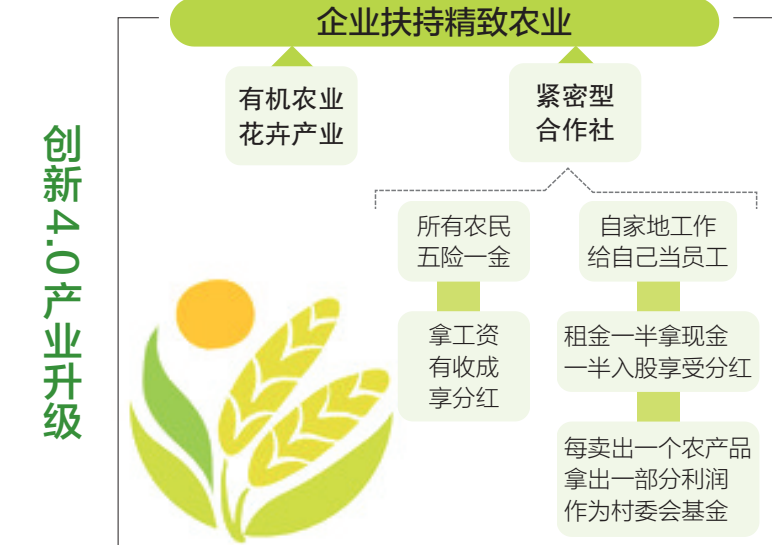 企业扶持精致农业
有机农业
花卉产业
紧密型
合作社
创新4.0产业升级
所有农民
五险一金
自家地工作
给自己当员工
拿工资
有收成
享分红
租金一半拿现金
一半入股享受分红
每卖出一个农产品
拿出一部分利润
作为村委会基金